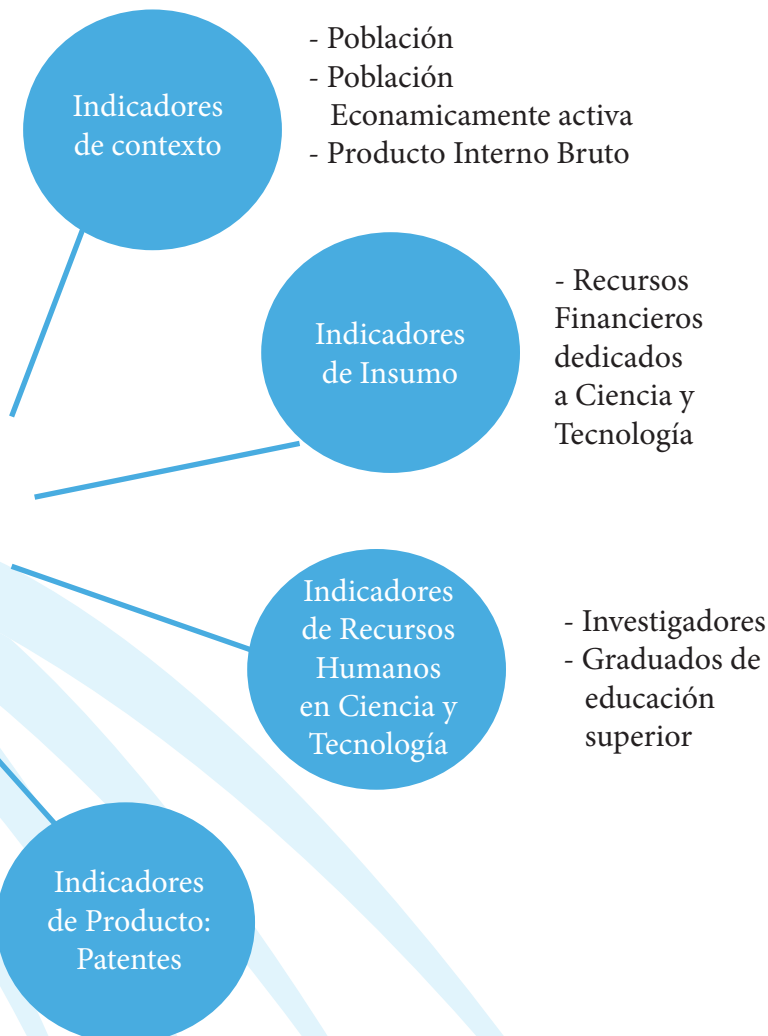 Indicadores
de contexto
- Población
- Población
Econamicamente activa
- Producto Interno Bruto
Indicadores
de Insumo
- Recursos
Financieros
dedicados
a Ciencia y
Tecnología
Indicadores
de Recursos
Humanos
en Ciencia y
Tecnología
- Investigadores
- Graduados de
educación
superior
Indicadores
de Producto:
Patentes